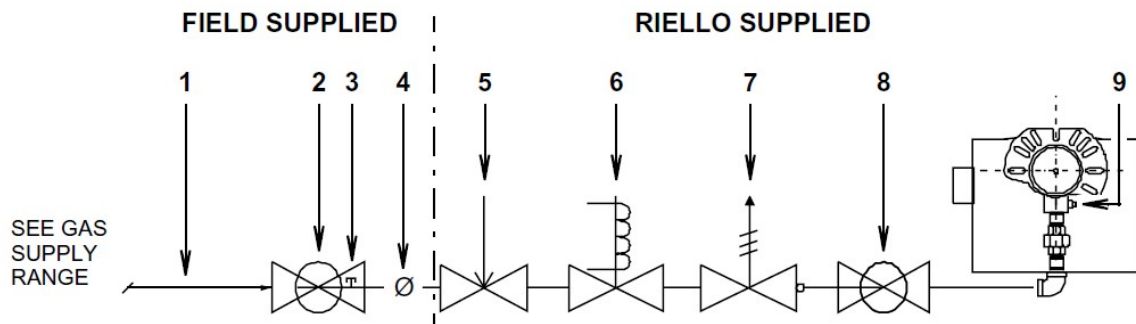 FIELD SUPPLIED
RIELLO SUPPLIED
1 2 3 4 5 6 7 8 9
SEE GAS
SUPPLY
RANGE
Ø